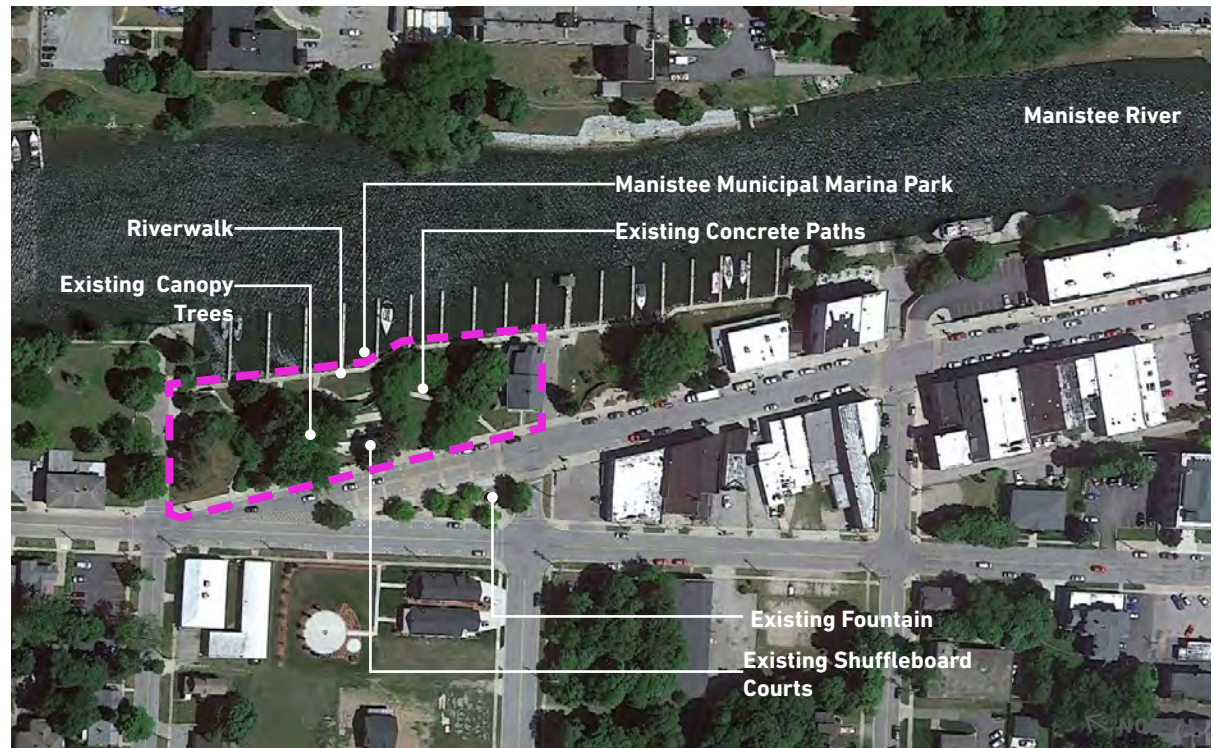 Manistee River
Manistee Municipal Marina Park
Riverwalk
Existing Concrete Paths
Existing Canopy
Trees
Existing Fountain
Existing Shuffleboard
Courts